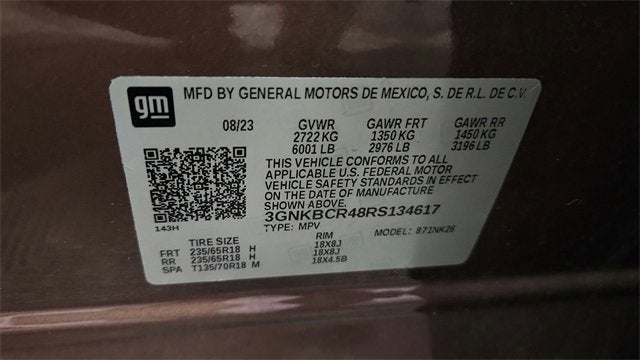 gm
MFD BY GENERAL MOTORS DE MEXICO, S. DE R.L. DE C.V.
08/23 GVWR GAWR FRT GAWR RR
2722 KG 1350 KG 1450 KG
6001 LB 2976 LB 3196 LB
THIS VEHICLE CONFORMS TO ALL
APPLICABLE U.S. FEDERAL MOTOR
VEHICLE SAFETY STANDARDS IN EFFECT
ON THE DATE OF MANUFACTURE
SHOWN ABOVE.
3GNKBCR48RS134617
143H
TYPE: MPV MODEL: 871NK26
TIRE SIZE RIM
FRT 235/65R18 H 18X8J
RR 235/65R18 H 18X8J
SPA T135/70R18 M 18X4.5B